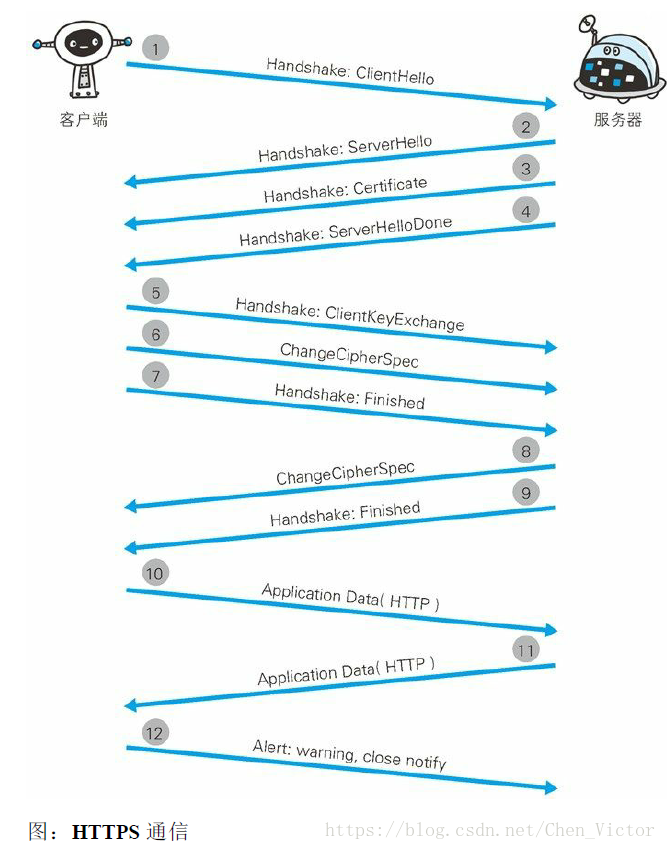 1
Handshake: ClientHello
客户端
服务器
2
Handshake: ServerHello
3
Handshake: Certificate
4
Handshake: ServerHelloDone
5
Handshake: ClientKeyExchange
6
ChangeCipherSpec
7
Handshake: Finished
8
ChangeCipherSpec
9
Handshake: Finished
10
Application Data( HTTP )
11
Application Data( HTTP )
12
Alert: warning, close notify
图：HTTPS 通信
https://blog.csdn.net/Chen_Victor